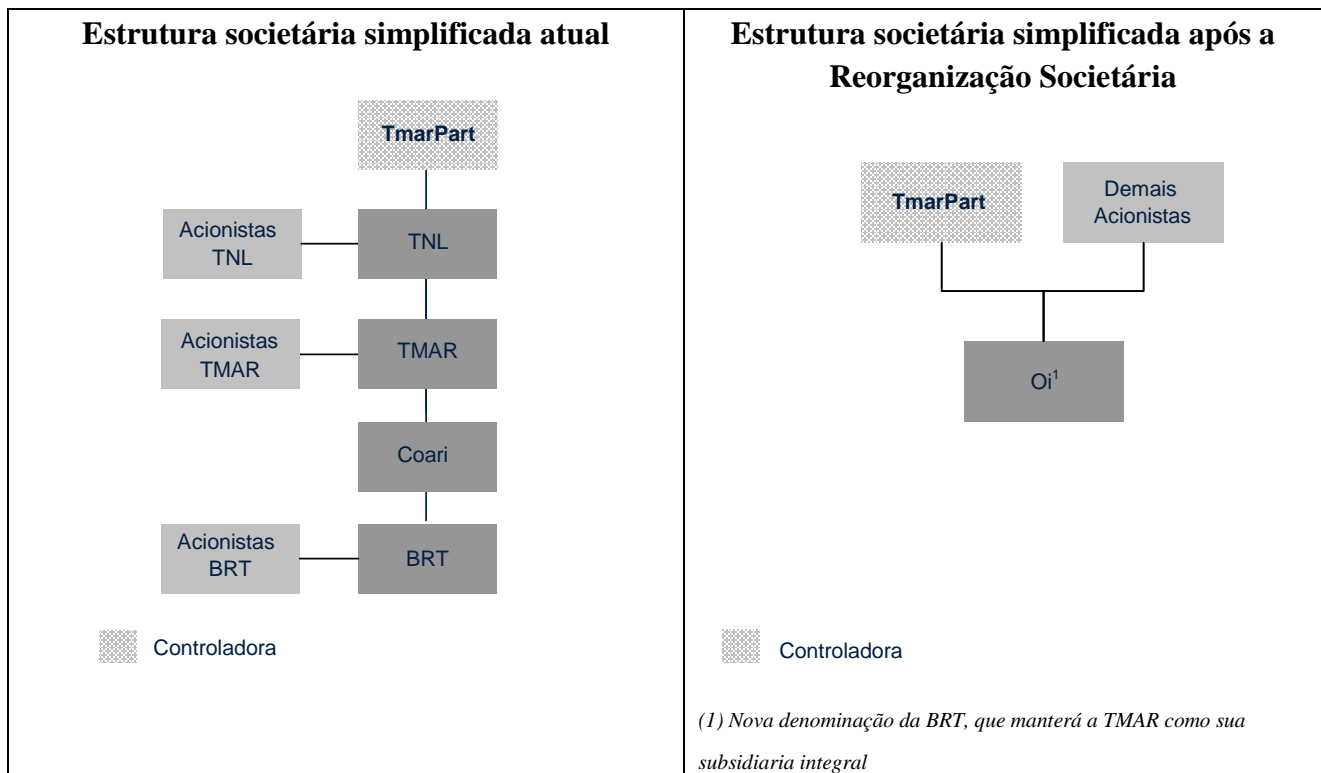 Estrutura societária simplificada atual
TmarPart
Acionistas
TNL
TNL
Acionistas
TMAR
TMAR
Coari
Acionistas
BRT
BRT
Controladora
Estrutura societária simplificada após a
Reorganização Societária
TmarPart
Demais
Acionistas
Oi¹
Controladora
(1) Nova denominação da BRT, que manterá a TMAR como sua
subsidiaria integral